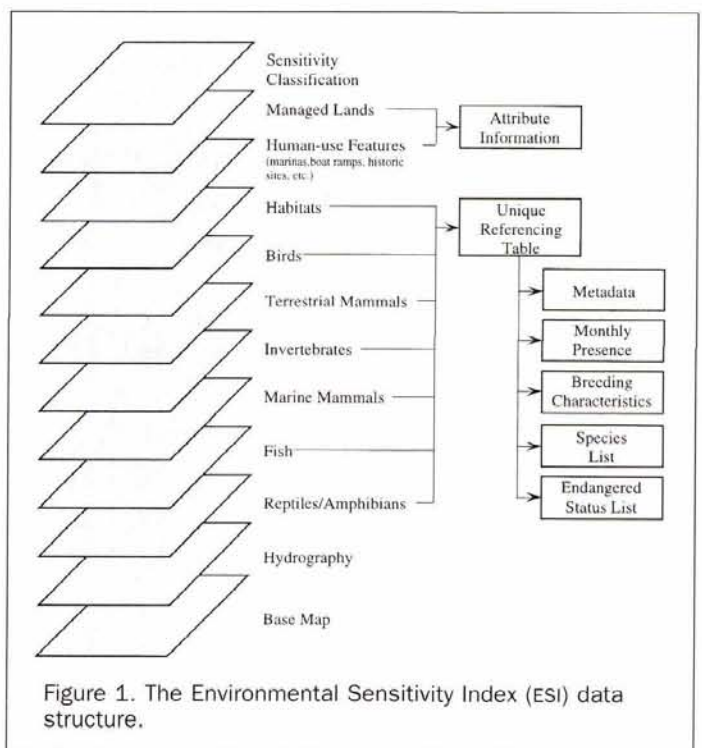 Sensitivity
Classification
Managed Lands
Attribute
Information
Human-use Features
(marinas,boat ramps, historic
sites, etc.)
Habitats
Unique
Referencing
Table
Birds
Metadata
Terrestrial Mammals
Monthly
Presence
Invertebrates
Breeding
Characteristics
Marine Mammals
Species
List
Fish
Endangered
Status List
Reptiles/Amphibians
Hydrography
Base Map
Figure 1. The Environmental Sensitivity Index (ESI) data
structure.